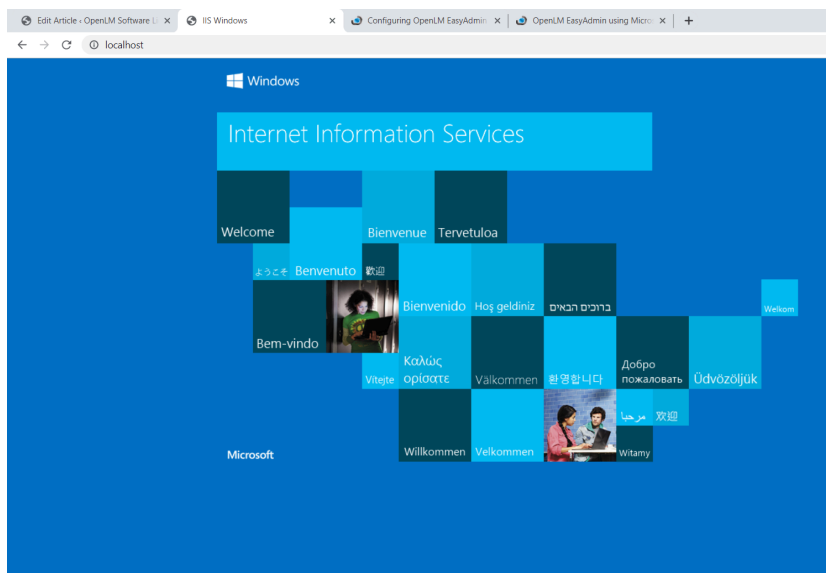 Edit Article ‹ OpenLM Software Li
IIS Windows
Configuring OpenLM EasyAdmin
OpenLM EasyAdmin using Micro
localhost
Windows
Internet Information Services
Welcome
Bienvenue
Tervetuloa
ようこそ
Benvenuto
歡迎
Bienvenido
Hoş geldiniz
ברוכים הבאים
Welkom
Bem-vindo
Vítejte
Καλώς
ορίσατε
Välkommen
환영합니다
Добро
пожаловать
Üdvözöljük
مرحبا
欢迎
Willkommen
Velkommen
Witamy
Microsoft